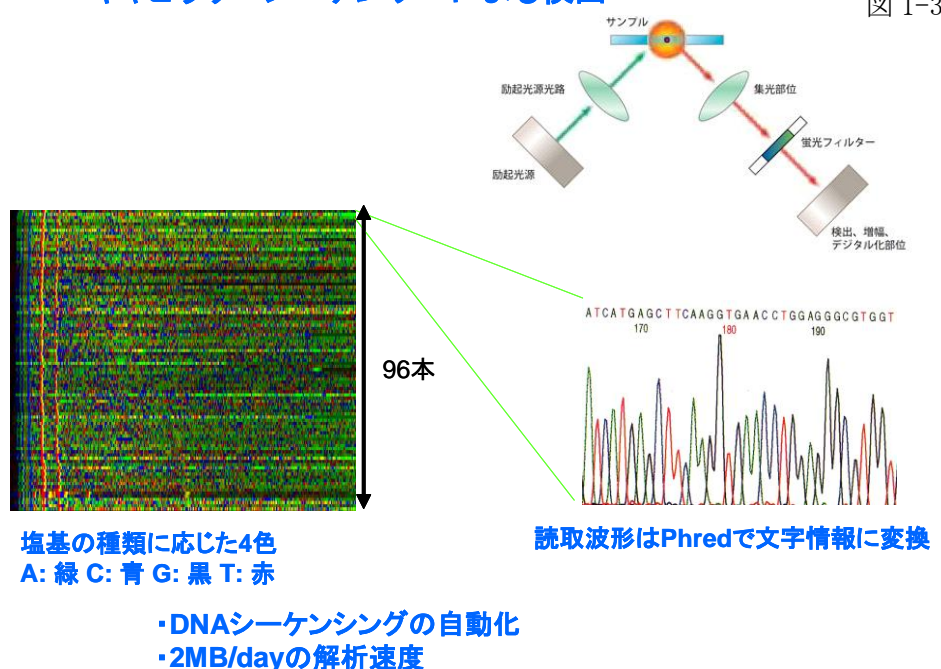 図 1-3
サンプル
励起光源光路
集光部位
蛍光フィルター
励起光源
検出、増幅、
デジタル化部位
ATCATGAGCTTCAAGGTGAACCTGGAGGGCGTGGT
170 180 190
96本
塩基の種類に応じた4色
A: 緑 C: 青 G: 黒 T: 赤
読取波形はPhredで文字情報に変換
・DNAシーケンシングの自動化
・2MB/dayの解析速度